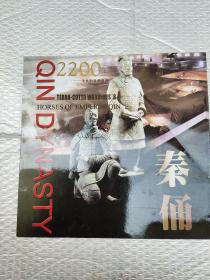 QIN DYNASTY
2200
TERRA-COTTA WARRIORS &
HORSES OF EMPEROR QIN
秦
俑